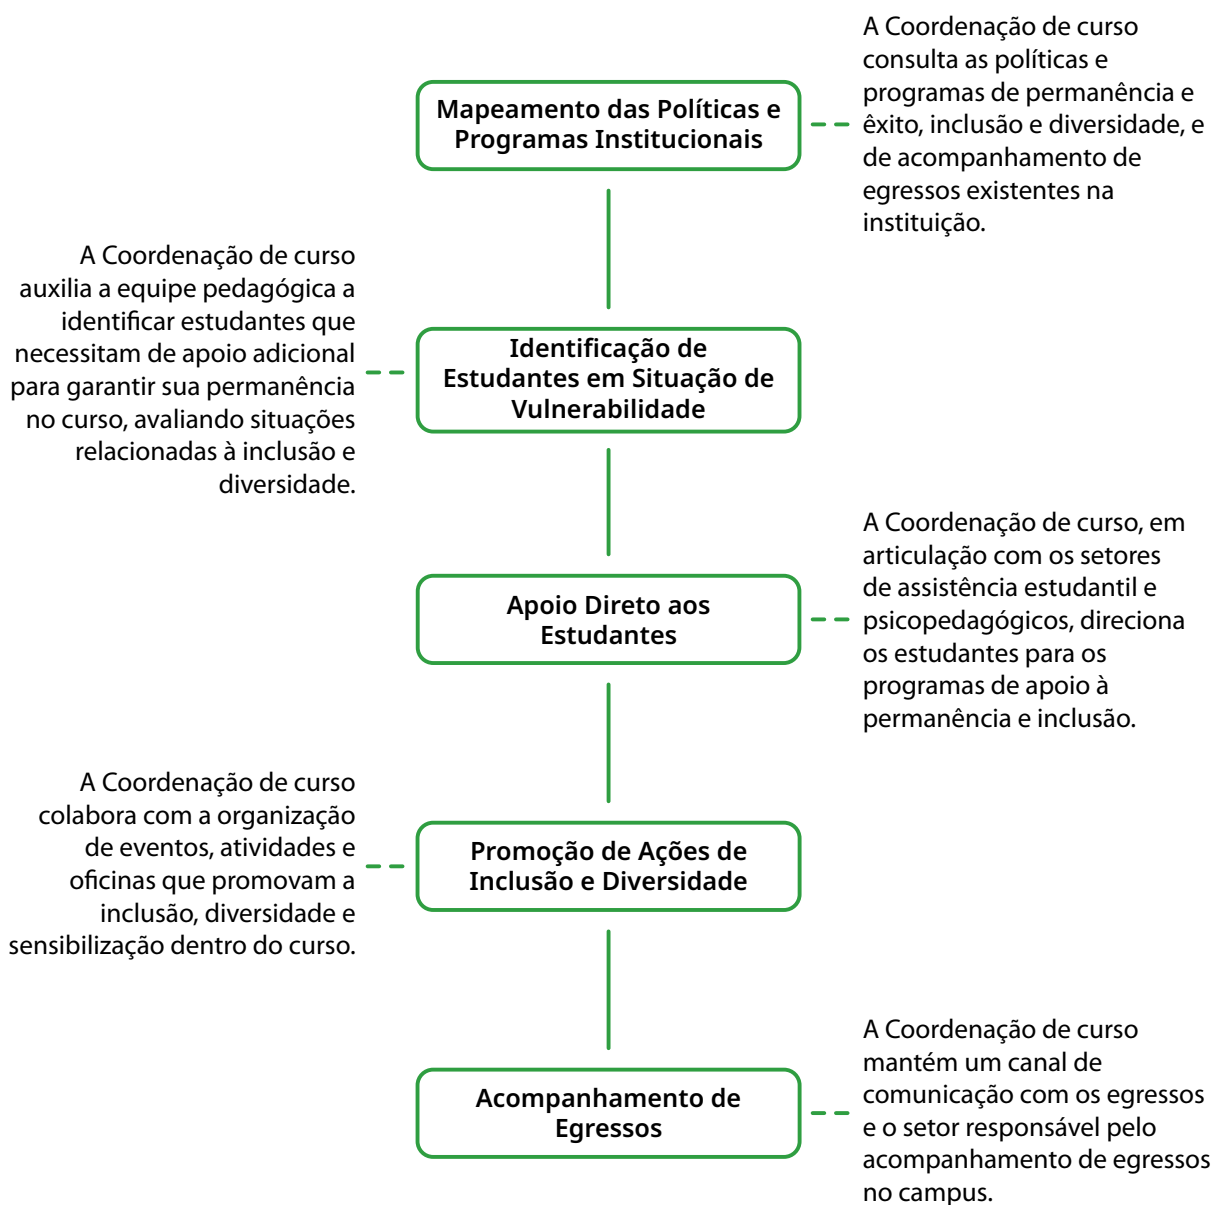 Mapeamento das Políticas e
Programas Institucionais
A Coordenação de curso
consulta as políticas e
programas de permanência e
êxito, inclusão e diversidade, e
de acompanhamento de
egressos existentes na
instituição.
A Coordenação de curso
auxilia a equipe pedagógica a
identificar estudantes que
necessitam de apoio adicional
para garantir sua permanência
no curso, avaliando situações
relacionadas à inclusão e
diversidade.
Identificação de
Estudantes em Situação de
Vulnerabilidade
Apoio Direto aos
Estudantes
A Coordenação de curso, em
articulação com os setores
de assistência estudantil e
psicopedagógicos, direciona
os estudantes para os
programas de apoio à
permanência e inclusão.
A Coordenação de curso
colabora com a organização
de eventos, atividades e
oficinas que promovam a
inclusão, diversidade e
sensibilização dentro do curso.
Promoção de Ações de
Inclusão e Diversidade
Acompanhamento de
Egressos
A Coordenação de curso
mantém um canal de
comunicação com os egressos
e o setor responsável pelo
acompanhamento de egressos
no campus.